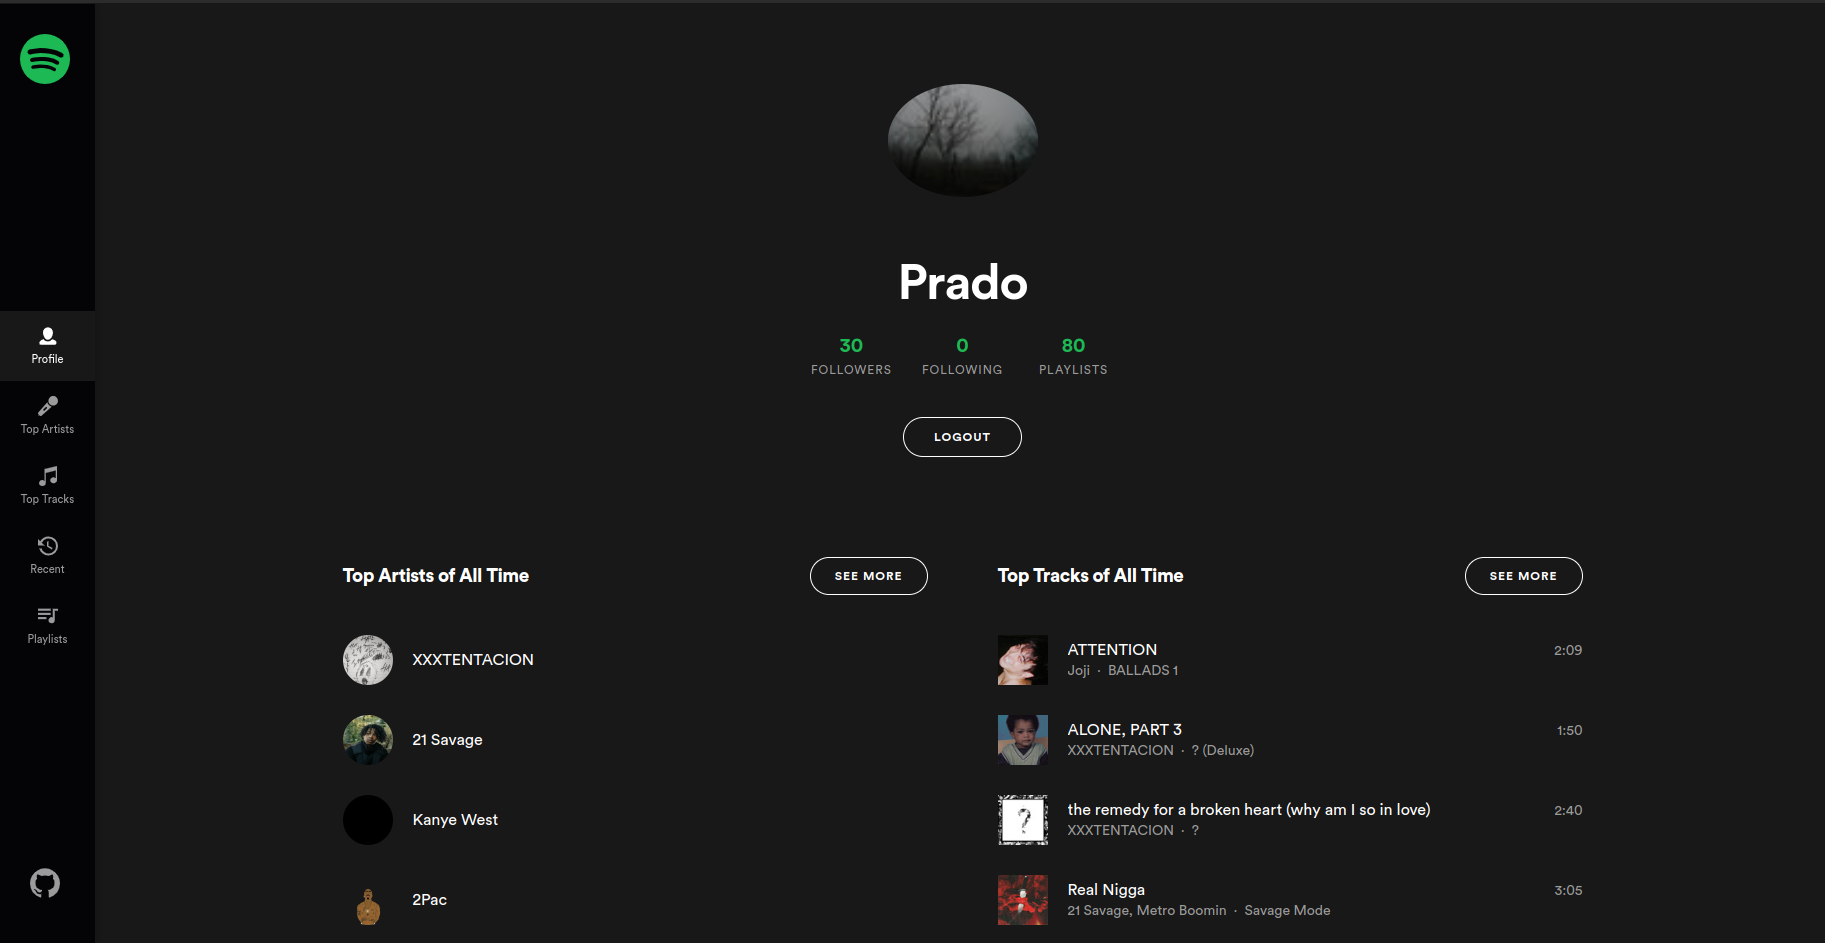 Prado
30 0 80
FOLLOWERS FOLLOWING PLAYLISTS
LOGOUT
Profile
Top Artists
Top Tracks
Recent
Playlists
Top Artists of All Time
SEE MORE
XXXTENTACION
21 Savage
Kanye West
2Pac
Top Tracks of All Time
SEE MORE
ATTENTION 2:09
Joji · BALLADS 1
ALONE, PART 3 1:50
XXXTENTACION · ? (Deluxe)
the remedy for a broken heart (why am I so in love) 2:40
XXXTENTACION · ?
Real Nigga 3:05
21 Savage, Metro Boomin · Savage Mode